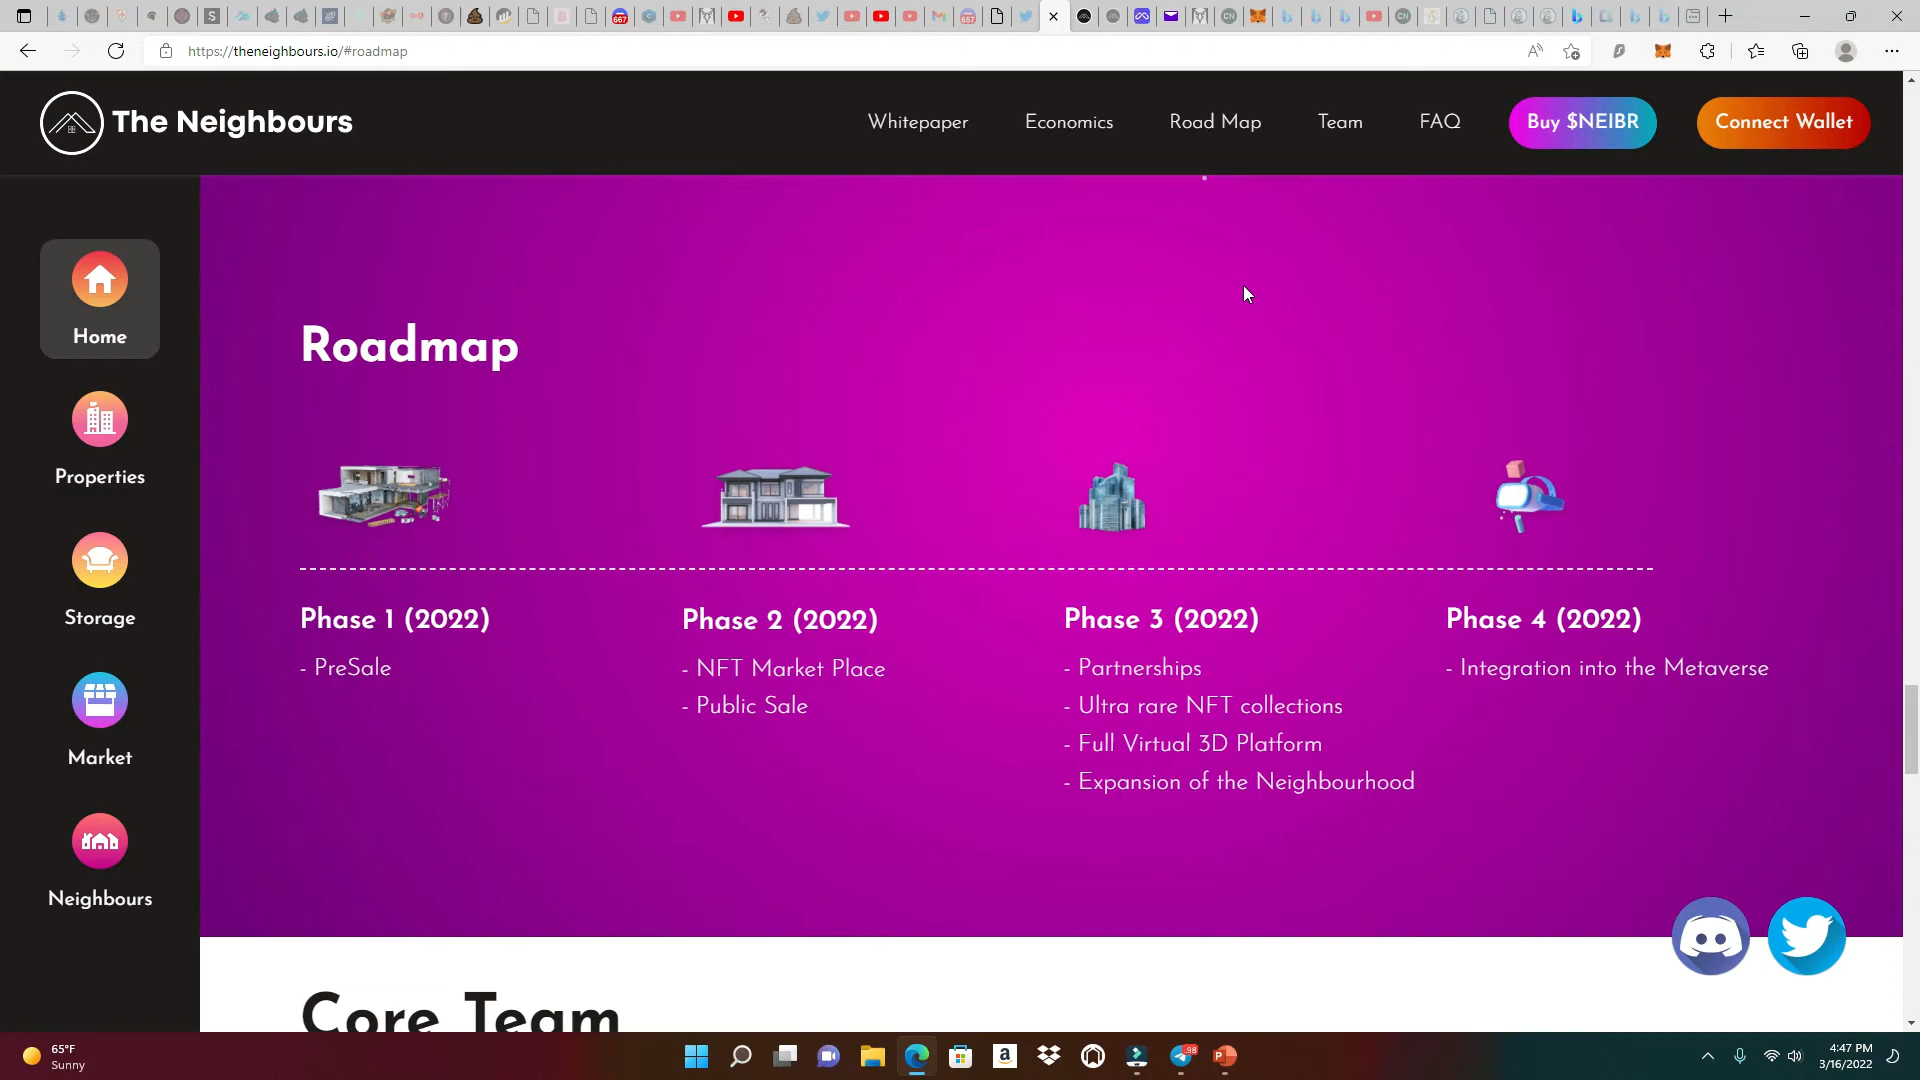 https://theneighbours.io/#roadmap
The Neighbours
Whitepaper
Economics
Road Map
Team
FAQ
Buy $NEIBR
Connect Wallet
Home
Properties
Storage
Market
Neighbours
Roadmap
Phase 1 (2022)
- PreSale
Phase 2 (2022)
- NFT Market Place
- Public Sale
Phase 3 (2022)
- Partnerships
- Ultra rare NFT collections
- Full Virtual 3D Platform
- Expansion of the Neighbourhood
Phase 4 (2022)
- Integration into the Metaverse
Core Team
65°F
Sunny
98
4:47 PM
3/16/2022